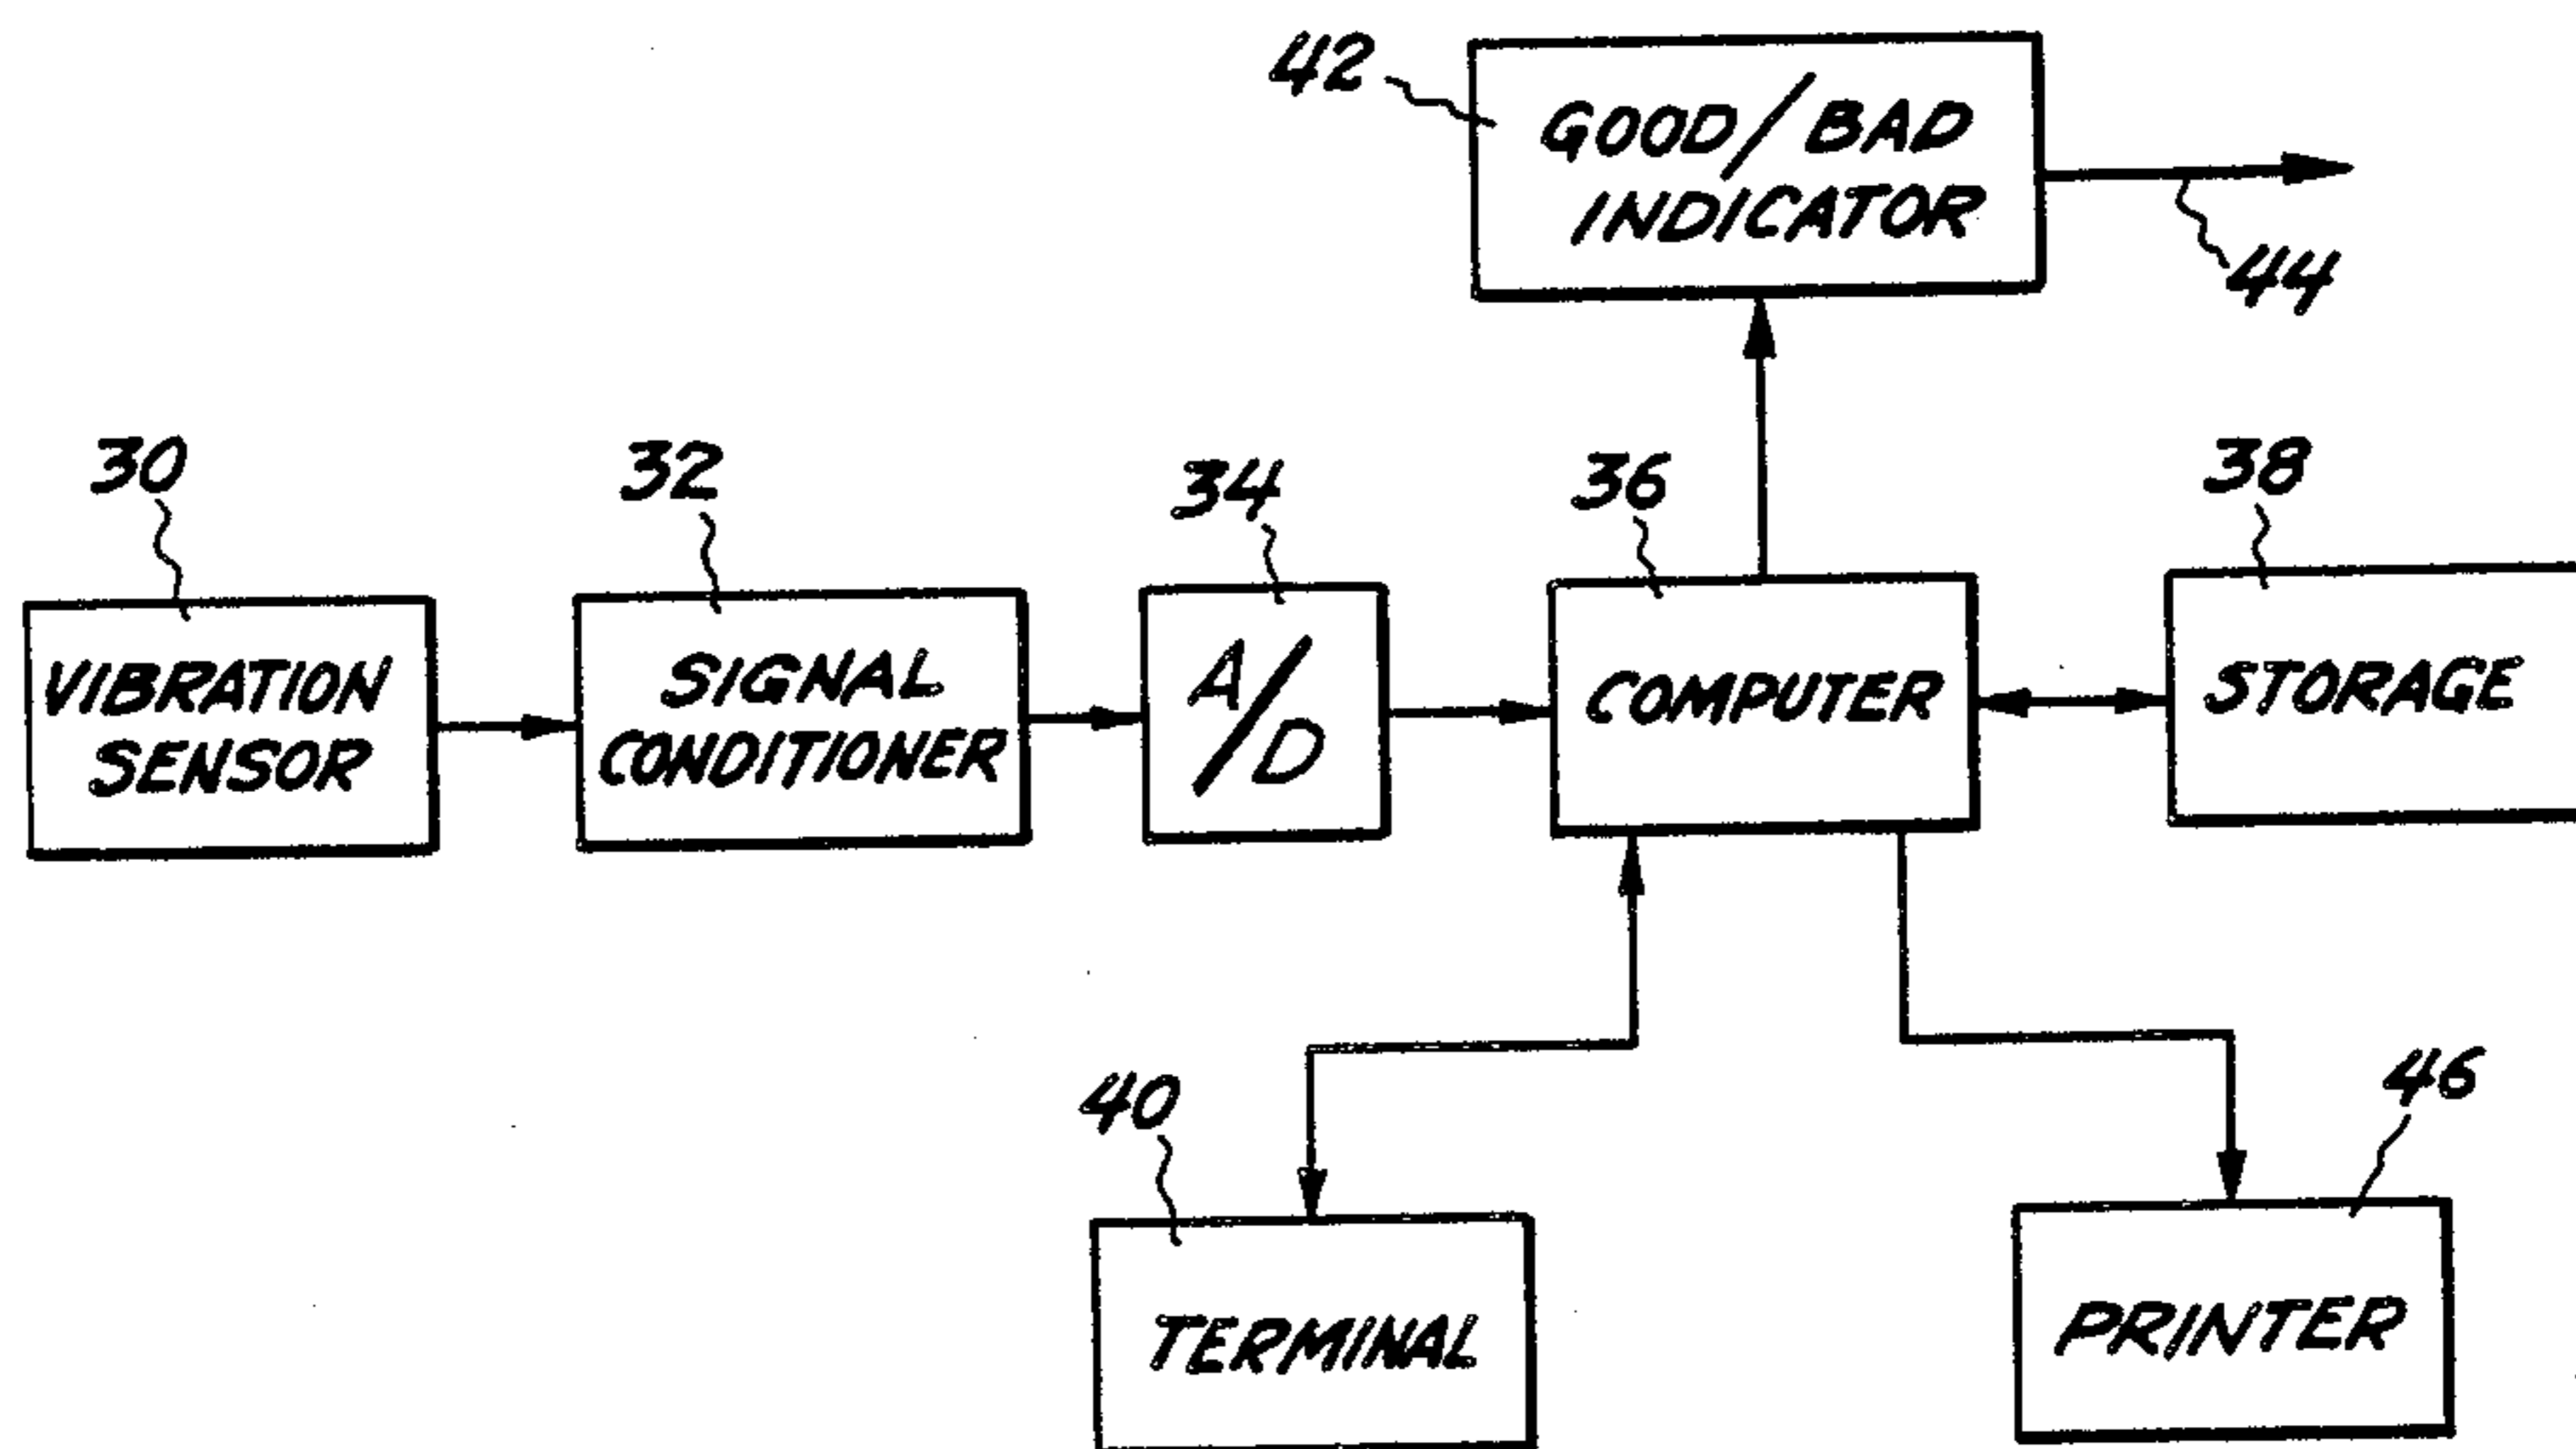 42
GOOD/BAD
INDICATOR
44
30
32
34
36
38
VIBRATION
SENSOR
SIGNAL
CONDITIONER
A/D
COMPUTER
STORAGE
40
46
TERMINAL
PRINTER